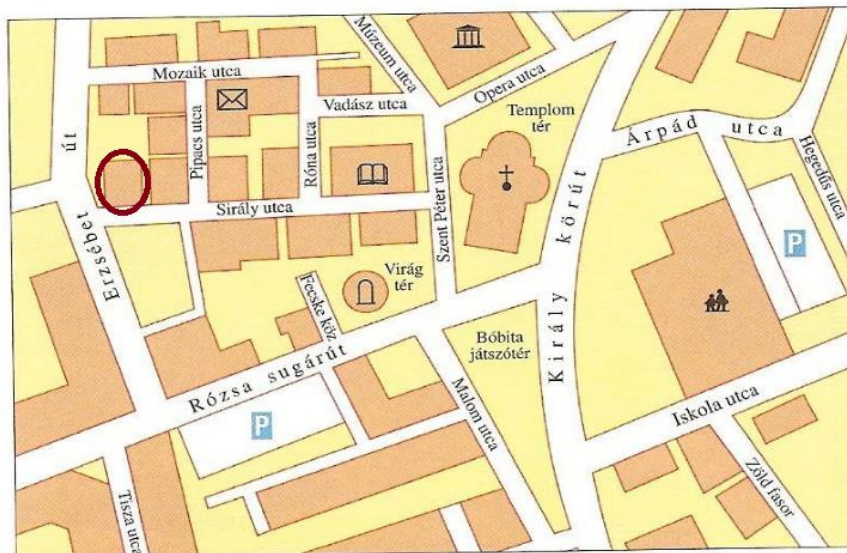 Múzeum utca
Mozaik utca
Opera utca
Vadász utca
Templom
tér
út
Pipacs utca
Róna utca
Árpád utca
Hegedűs utca
Szent Péter utca
Sirály utca
Erzsébet
Király körút
P
Virág
tér
Fecske köz
Bóbita
játszótér
Rózsa sugárút
Malom utca
Iskola utca
P
Tisza utca
Zöld fasor